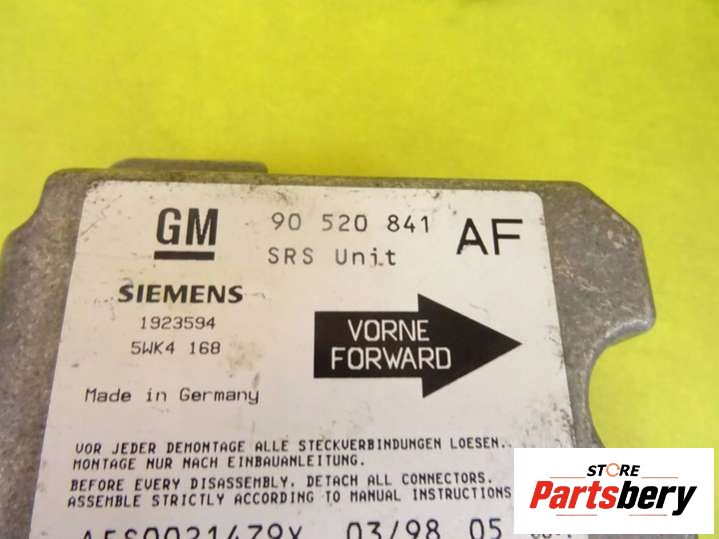 GM 90 520 841 AF
SRS Unit
SIEMENS
1923594
5WK4 168
VORNE
FORWARD
Made in Germany
VOR JEDER DEMONTAGE ALLE STECKVERBINDUNGEN LOESEN.
MONTAGE NUR NACH EINBAUANLEITUNG.
BEFORE EVERY DISASSEMBLY, DETACH ALL CONNECTORS.
ASSEMBLE STRICTLY ACCORDING TO MANUAL INSTRUCTIONS
03/98 05
STORE
Partsbery